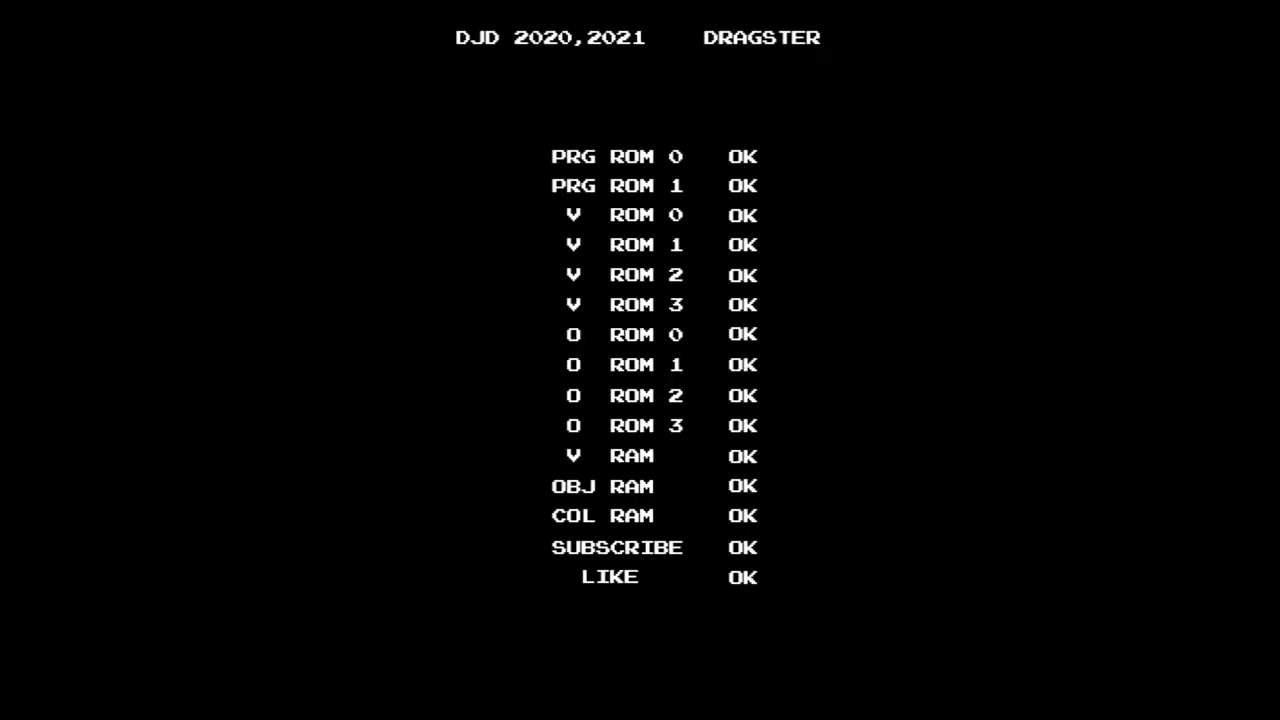 DJD 2020,2021 DRAGSTER
PRG ROM 0 OK
PRG ROM 1 OK
V ROM 0 OK
V ROM 1 OK
V ROM 2 OK
V ROM 3 OK
O ROM 0 OK
O ROM 1 OK
O ROM 2 OK
O ROM 3 OK
V RAM OK
OBJ RAM OK
COL RAM OK
SUBSCRIBE OK
LIKE OK